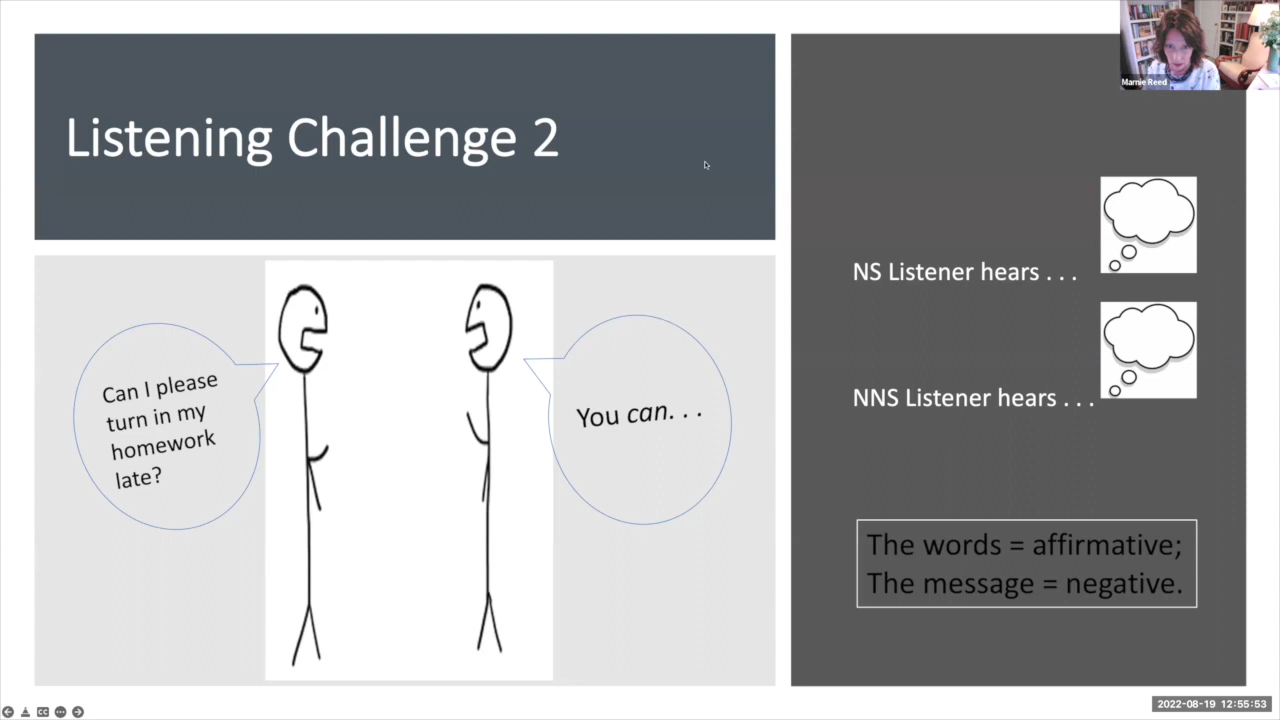 Listening Challenge 2
Can I please
turn in my
homework
late?
You can. . .
Marnie Reed
NS Listener hears . . .
NNS Listener hears . . .
The words = affirmative;
The message = negative.
CC
2022-08-19 12:55:53